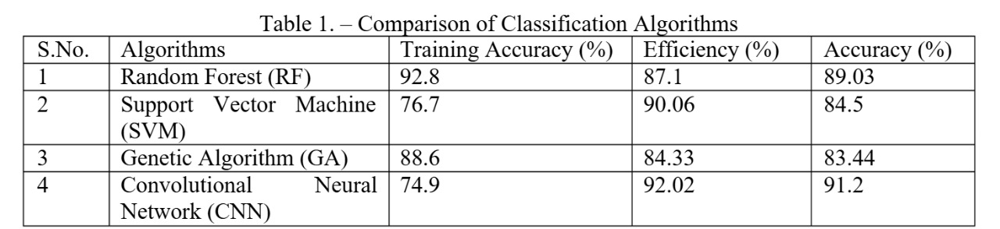 Table 1. – Comparison of Classification Algorithms
S.No. Algorithms Training Accuracy (%) Efficiency (%) Accuracy (%)
1 Random Forest (RF) 92.8 87.1 89.03
2 Support Vector Machine 76.7 90.06 84.5
(SVM)
3 Genetic Algorithm (GA) 88.6 84.33 83.44
4 Convolutional Neural 74.9 92.02 91.2
Network (CNN)